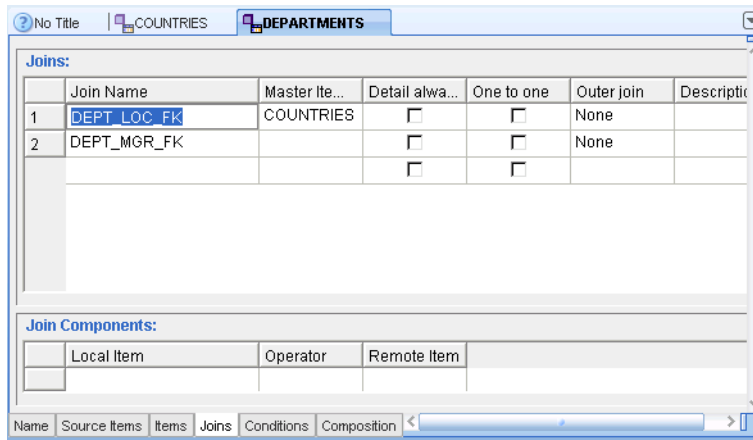 No Title COUNTRIES DEPARTMENTS
Joins:
Join Name Master Ite... Detail alwa... One to one Outer join Descriptic
1 DEPT_LOC_FK COUNTRIES None
2 DEPT_MGR_FK None
Join Components:
Local Item Operator Remote Item
Name Source Items Items Joins Conditions Composition